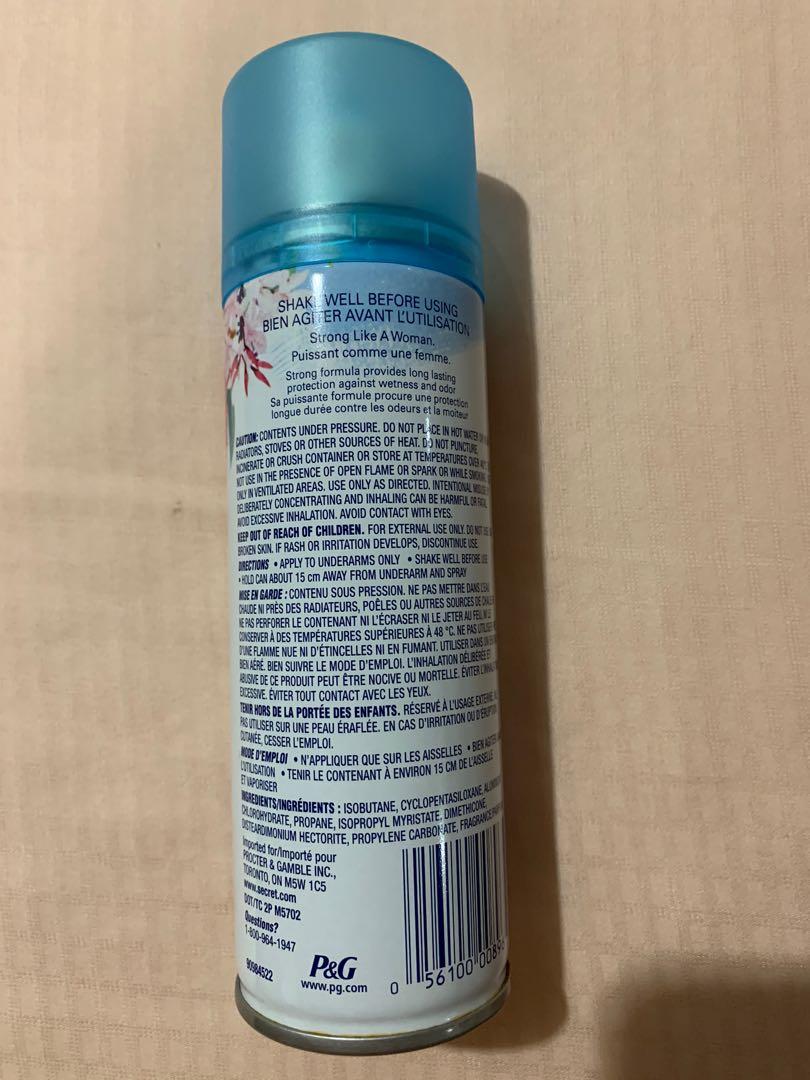 SHAKE WELL BEFORE USING
BIEN AGITER AVANT L'UTILISATION
Strong Like A Woman.
Puissant comme une femme.
Strong formula provides long lasting
protection against wetness and odor
Sa puissante formule procure une protection
longue durée contre les odeurs et la moiteur
CAUTION: CONTENTS UNDER PRESSURE. DO NOT PLACE IN HOT WATER OR
RADIATORS, STOVES OR OTHER SOURCES OF HEAT. DO NOT PUNCTURE,
INCINERATE OR CRUSH CONTAINER OR STORE AT TEMPERATURES OVER
NOT USE IN THE PRESENCE OF OPEN FLAME OR SPARK OR WHILE SMOKING.
ONLY IN VENTILATED AREAS. USE ONLY AS DIRECTED. INTENTIONAL MISUSE
DELIBERATELY CONCENTRATING AND INHALING CAN BE HARMFUL OR FATAL.
AVOID EXCESSIVE INHALATION. AVOID CONTACT WITH EYES.
KEEP OUT OF REACH OF CHILDREN. FOR EXTERNAL USE ONLY. DO NOT USE
BROKEN SKIN. IF RASH OR IRRITATION DEVELOPS, DISCONTINUE USE.
DIRECTIONS • APPLY TO UNDERARMS ONLY • SHAKE WELL BEFORE USE
• HOLD CAN ABOUT 15 cm AWAY FROM UNDERARM AND SPRAY
MISE EN GARDE : CONTENU SOUS PRESSION. NE PAS METTRE DANS L'EAU
CHAUDE NI PRÈS DES RADIATEURS, POÊLES OU AUTRES SOURCES DE CHALEUR
NE PAS PERFORER LE CONTENANT NI L'ÉCRASER NI LE JETER AU FEU, NI LE
CONSERVER À DES TEMPÉRATURES SUPÉRIEURES À 48 °C. NE PAS UTILISER
D'UNE FLAMME NUE NI D'ÉTINCELLES NI EN FUMANT. UTILISER DANS UN
BIEN AÉRÉ. BIEN SUIVRE LE MODE D'EMPLOI. L'INHALATION DÉLIBÉRÉE ET
ABUSIVE DE CE PRODUIT PEUT ÊTRE NOCIVE OU MORTELLE. ÉVITER
EXCESSIVE. ÉVITER TOUT CONTACT AVEC LES YEUX.
TENIR HORS DE LA PORTÉE DES ENFANTS. RÉSERVÉ À L'USAGE EXTERNE.
PAS UTILISER SUR UNE PEAU ÉRAFLÉE. EN CAS D'IRRITATION OU D'ÉRUPTION
CUTANÉE, CESSER L'EMPLOI.
MODE D'EMPLOI • N'APPLIQUER QUE SUR LES AISSELLES • BIEN AGITER
L'UTILISATION • TENIR LE CONTENANT À ENVIRON 15 CM DE L'AISSELLE
ET VAPORISER
INGREDIENTS/INGRÉDIENTS : ISOBUTANE, CYCLOPENTASILOXANE,
CHLOROHYDRATE, PROPANE, ISOPROPYL MYRISTATE, DIMETHICONE,
DISTEARDIMONIUM HECTORITE, PROPYLENE CARBONATE,
Imported for/Importé pour
PROCTER & GAMBLE INC.,
TORONTO, ON M5W 1C5
www.secret.com
DOT/TC 2P M5702
Questions?
1-800-964-1947
90984522
P&G
www.pg.com
0 56100 00896